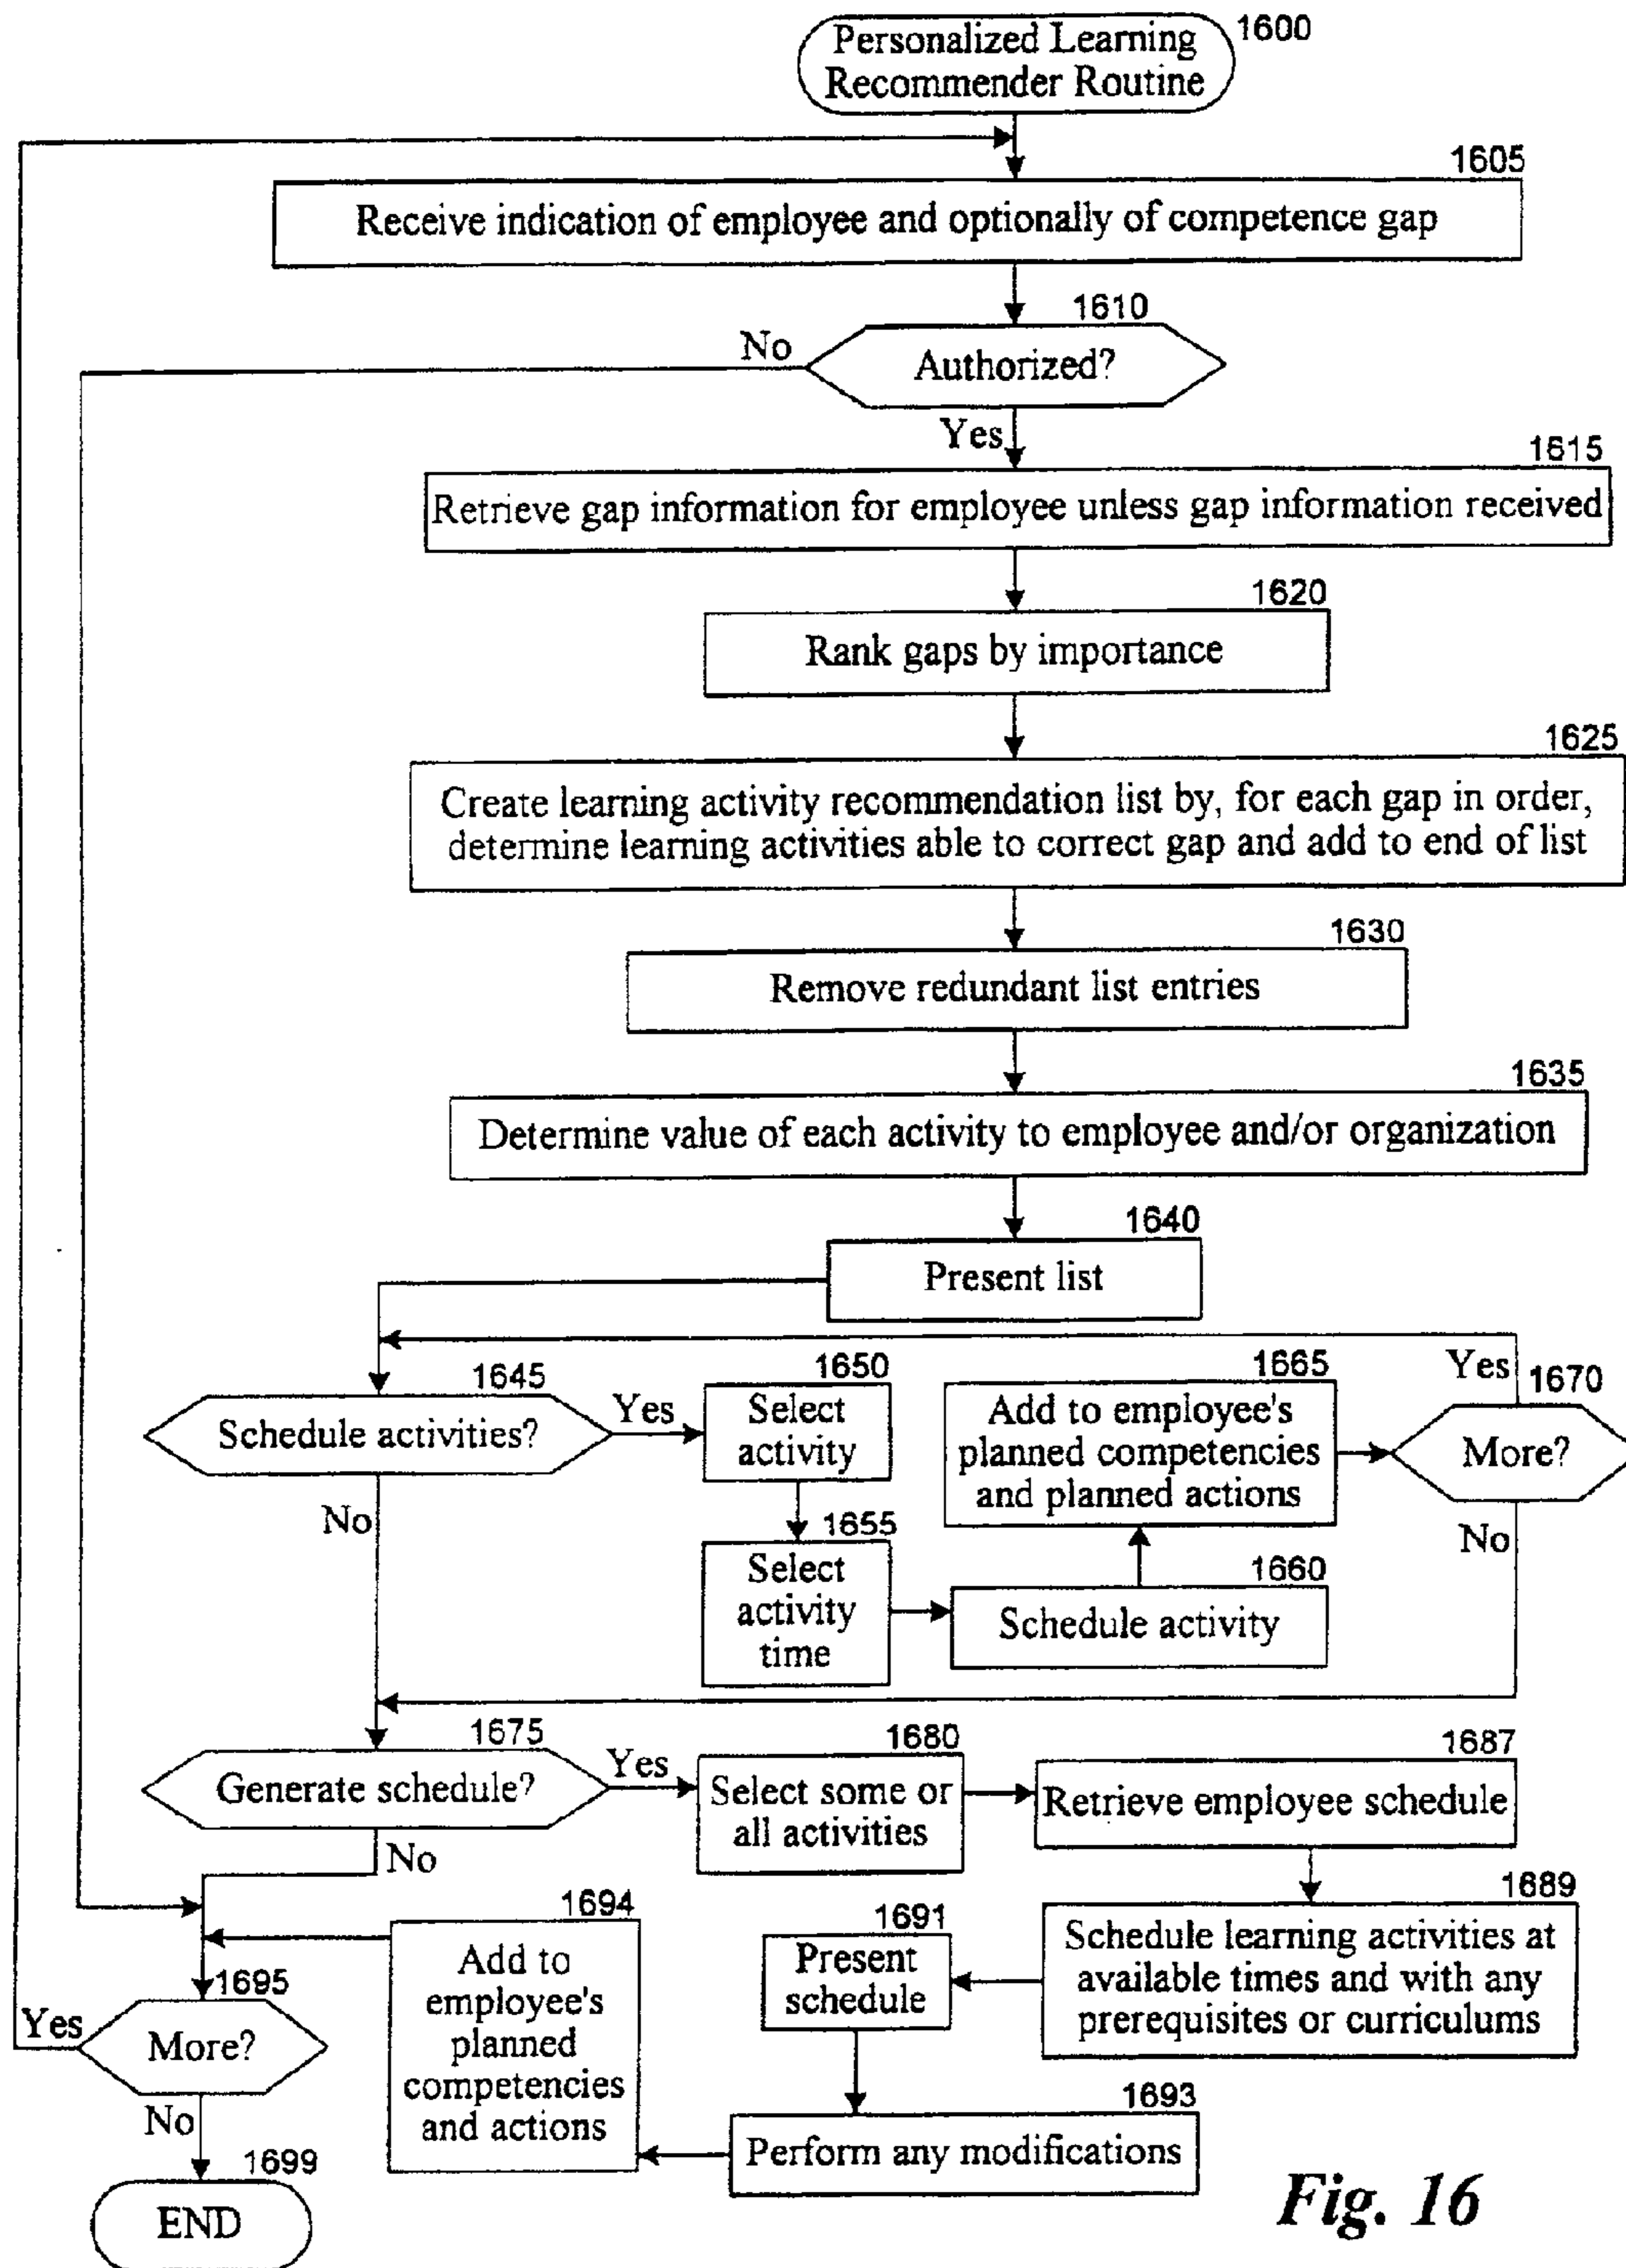 Personalized Learning
Recommender Routine
1600
1605
Receive indication of employee and optionally of competence gap
1610
No
Authorized?
Yes
1615
Retrieve gap information for employee unless gap information received
1620
Rank gaps by importance
1625
Create learning activity recommendation list by, for each gap in order,
determine learning activities able to correct gap and add to end of list
1630
Remove redundant list entries
1635
Determine value of each activity to employee and/or organization
1640
Present list
1645
Schedule activities?
Yes
No
1650
Select
activity
1655
Select
activity
time
1660
Schedule activity
1665
Add to employee's
planned competencies
and planned actions
Yes
1670
More?
No
1675
Generate schedule?
Yes
No
1680
Select some or
all activities
1687
Retrieve employee schedule
1689
Schedule learning activities at
available times and with any
prerequisites or curriculums
1691
Present
schedule
1693
Perform any modifications
1694
Add to
employee's
planned
competencies
and actions
1695
Yes
More?
No
1699
END
Fig. 16